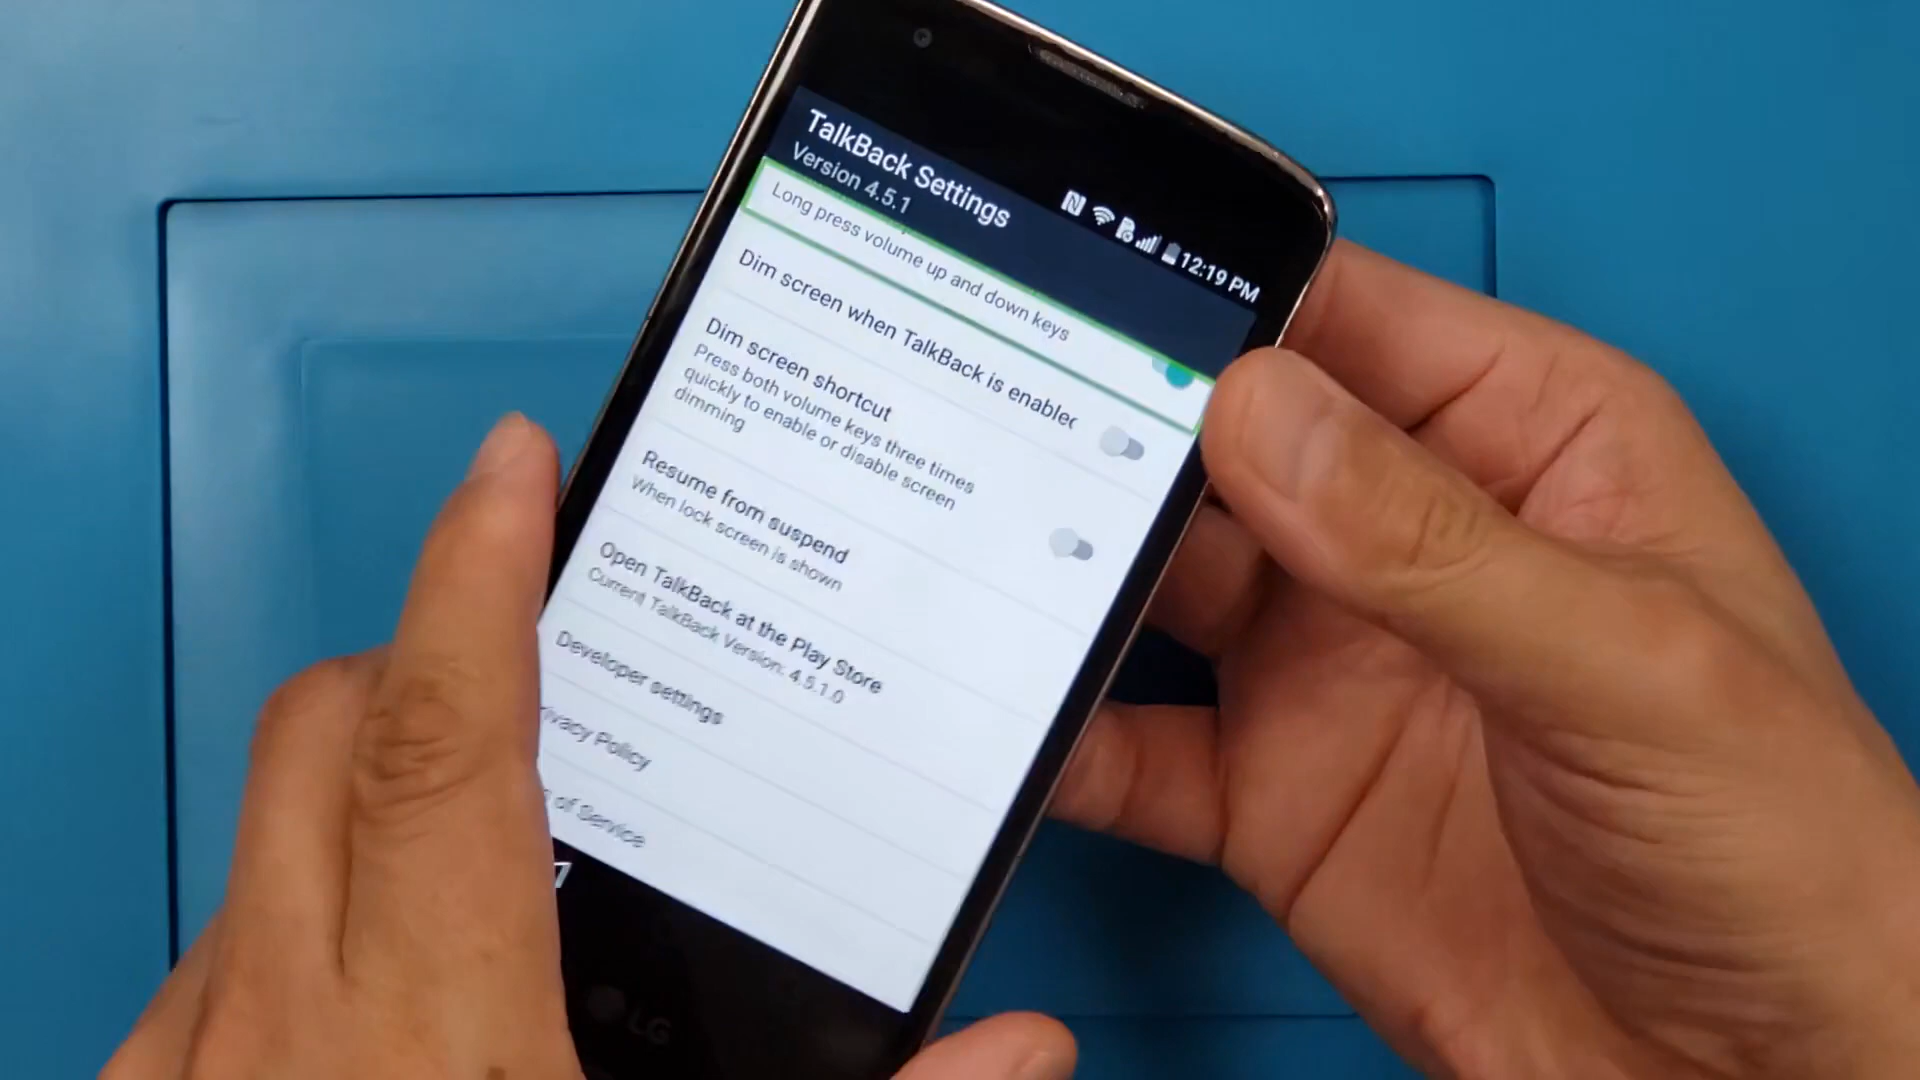 TalkBack Settings
Version 4.5.1
12:19 PM
Long press volume up and down keys
Dim screen when TalkBack is enabled
Dim screen shortcut
Press both volume keys three times
quickly to enable or disable screen
dimming
Resume from suspend
When lock screen is shown
Open TalkBack at the Play Store
Current TalkBack Version: 4.5.1.0
Developer settings
rivacy Policy
of Service
LG